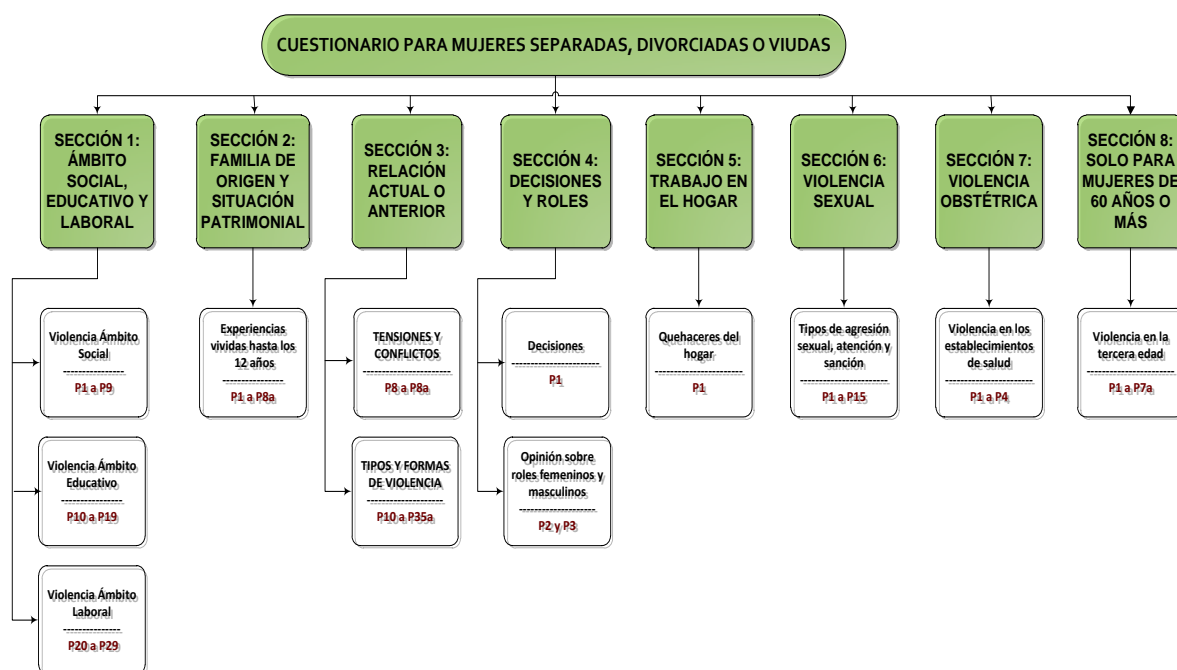 CUESTIONARIO PARA MUJERES SEPARADAS, DIVORCIADAS O VIUDAS
SECCIÓN 1:
ÁMBITO
SOCIAL,
EDUCATIVO Y
LABORAL
SECCIÓN 2:
FAMILIA DE
ORIGEN Y
SITUACIÓN
PATRIMONIAL
SECCIÓN 3:
RELACIÓN
ACTUAL O
ANTERIOR
SECCIÓN 4:
DECISIONES
Y ROLES
SECCIÓN 5:
TRABAJO EN
EL HOGAR
SECCIÓN 6:
VIOLENCIA
SEXUAL
SECCIÓN 7:
VIOLENCIA
OBSTÉTRICA
SECCIÓN 8:
SOLO PARA
MUJERES DE
60 AÑOS O
MÁS
Violencia Ámbito
Social
---------------
P1 a P9
Experiencias
vividas hasta los
12 años
---------------
P1 a P8a
TENSIONES Y
CONFLICTOS
-------------------
P8 a P8a
Decisiones
----------------------
P1
Quehaceres del
hogar
----------------------
P1
Tipos de agresión
sexual, atención y
sanción
----------------------
P1 a P15
Violencia en los
establecimientos
de salud
----------------------
P1 a P4
Violencia en la
tercera edad
-------------------
P1 a P7a
Violencia Ámbito
Educativo
---------------
P10 a P19
TIPOS Y FORMAS
DE VIOLENCIA
-------------------
P10 a P35a
Opinión sobre
roles femeninos y
masculinos
-------------------
P2 y P3
Violencia Ámbito
Laboral
--------------
P20 a P29